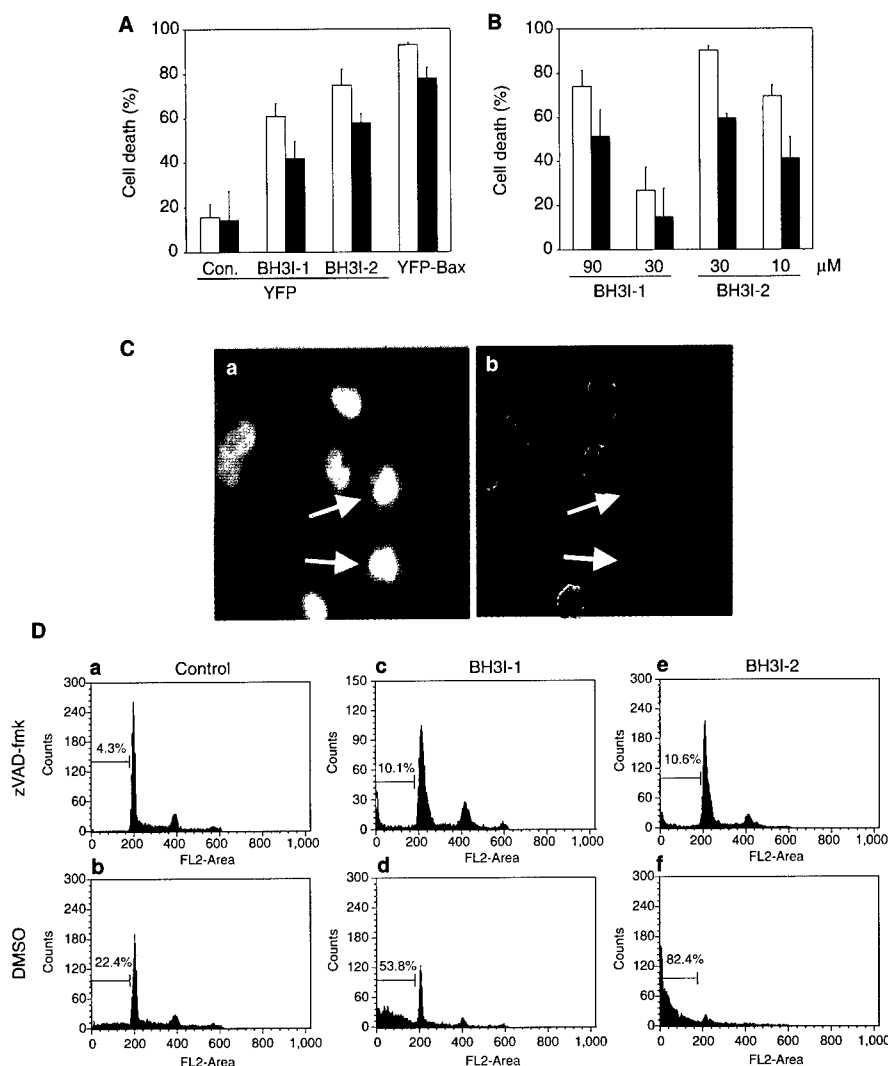 A
Cell death (%)
100
80
60
40
20
0
Con. BH3I-1 BH3I-2 YFP-Bax
YFP
B
Cell death (%)
100
80
60
40
20
0
90 30 30 10 μM
BH3I-1 BH3I-2
C
a b
D
zVAD-fmk
DMSO
a Control
Counts
300
240
180
120
60
0
4.3%
0 200 400 600 800 1,000
FL2-Area
c BH3I-1
Counts
150
120
90
60
30
0
10.1%
0 200 400 600 800 1,000
FL2-Area
e BH3I-2
Counts
300
240
180
120
60
0
10.6%
0 200 400 600 800 1,000
FL2-Area
b
Counts
300
240
180
120
60
0
22.4%
0 200 400 600 800 1,000
FL2-Area
d
Counts
300
240
180
120
60
0
53.8%
0 200 400 600 800 1,000
FL2-Area
f
Counts
300
240
180
120
60
0
82.4%
0 200 400 600 800 1,000
FL2-Area